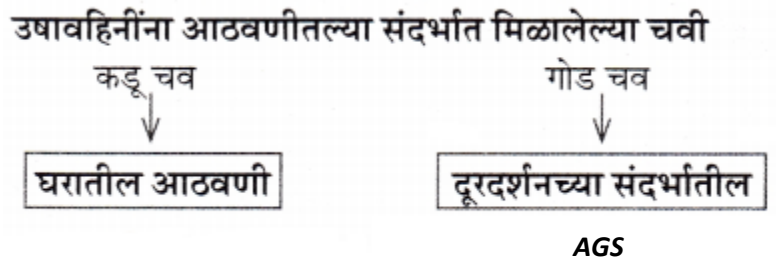 उषावहिनींना आठवणीतल्या संदर्भात मिळालेल्या चवी
कडू चव गोड चव
घरातील आठवणी दूरदर्शनच्या संदर्भातील
AGS